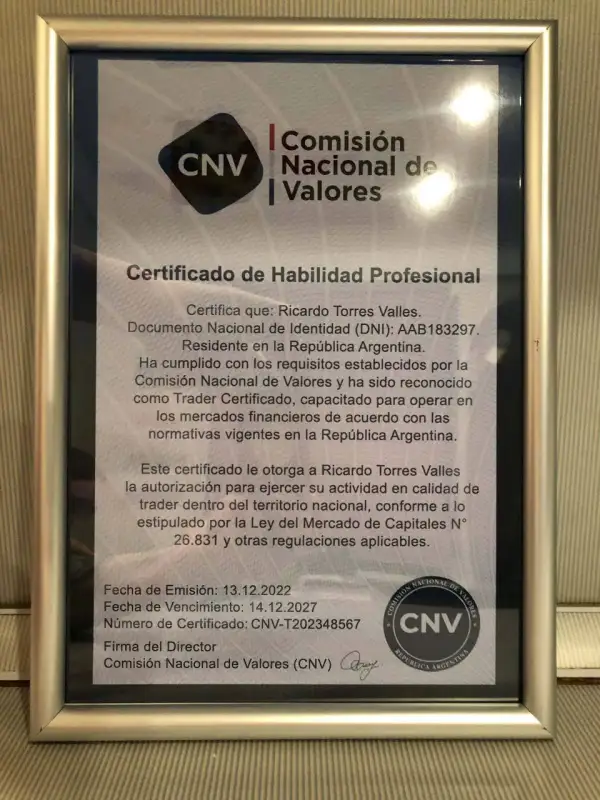 CNV
Comisión
Nacional de
Valores
Certificado de Habilidad Profesional
Certifica que: Ricardo Torres Valles.
Documento Nacional de Identidad (DNI): AAB183297.
Residente en la República Argentina.
Ha cumplido con los requisitos establecidos por la
Comisión Nacional de Valores y ha sido reconocido
como Trader Certificado, capacitado para operar en
los mercados financieros de acuerdo con las
normativas vigentes en la República Argentina.
Este certificado le otorga a Ricardo Torres Valles
la autorización para ejercer su actividad en calidad de
trader dentro del territorio nacional, conforme a lo
estipulado por la Ley del Mercado de Capitales N°
26.831 y otras regulaciones aplicables.
Fecha de Emisión: 13.12.2022
Fecha de Vencimiento: 14.12.2027
Número de Certificado: CNV-T202348567
Firma del Director
Comisión Nacional de Valores (CNV)
COMISIÓN NACIONAL DE VALORES
CNV
REPÚBLICA ARGENTINA